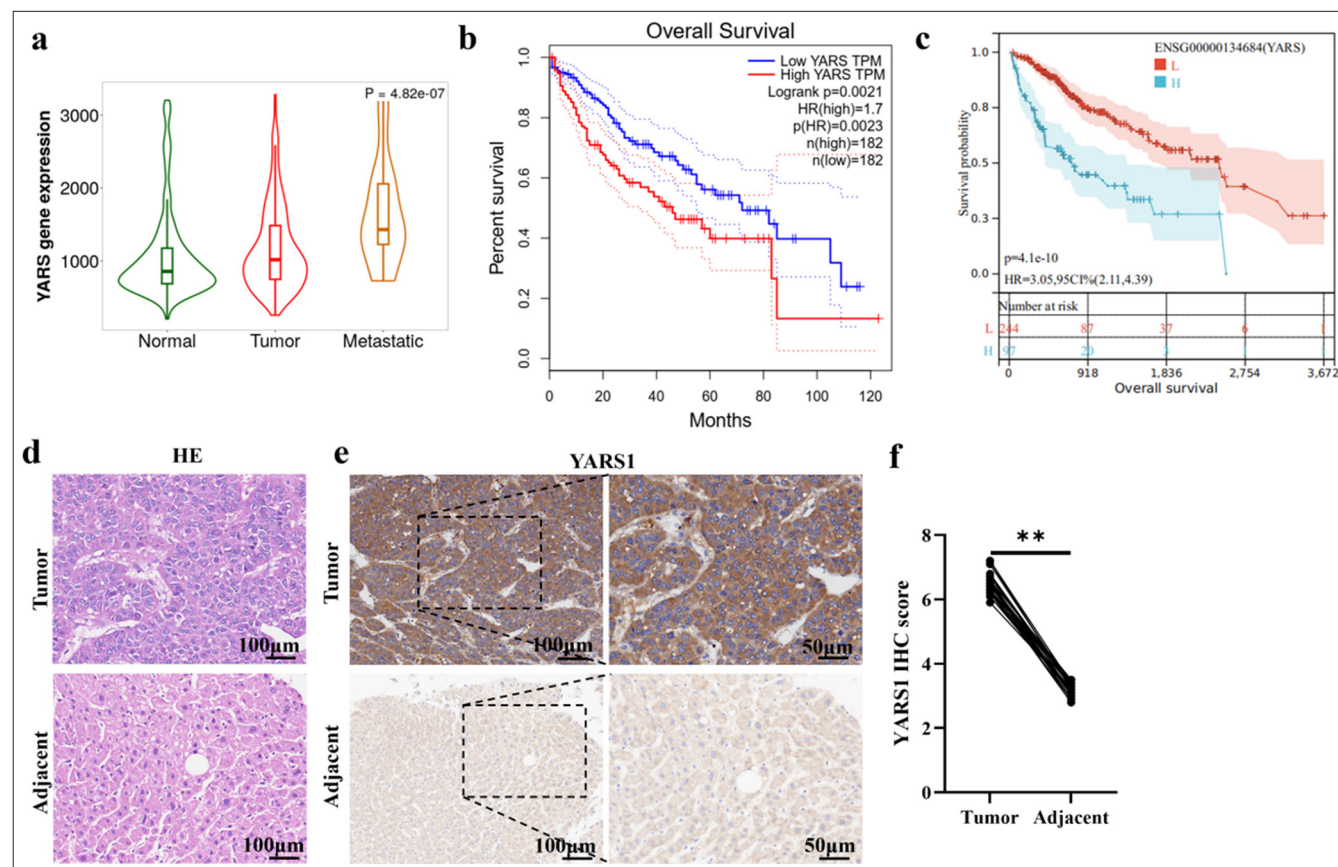 a
P = 4.82e-07
YARS gene expression
3000
2000
1000
Normal Tumor Metastatic
b
Overall Survival
Low YARS TPM
High YARS TPM
Logrank p=0.0021
HR(high)=1.7
p(HR)=0.0023
n(high)=182
n(low)=182
Percent survival
1.0
0.8
0.6
0.4
0.2
0.0
0 20 40 60 80 100 120
Months
c
ENSG00000134684(YARS)
L
H
Survival probability
1.0
0.8
0.5
0.3
0.0
p=4.1e-10
HR=3.05,95CI%(2.11,4.39)
Number at risk
L 244 87 37 6 1
H 97 20 3
0 918 1,836 2,754 3,672
Overall survival
d
HE
Tumor
100μm
Adjacent
100μm
e
YARS1
Tumor
100μm 50μm
Adjacent
100μm 50μm
f
**
YARS1 IHC score
8
6
4
2
0
Tumor Adjacent